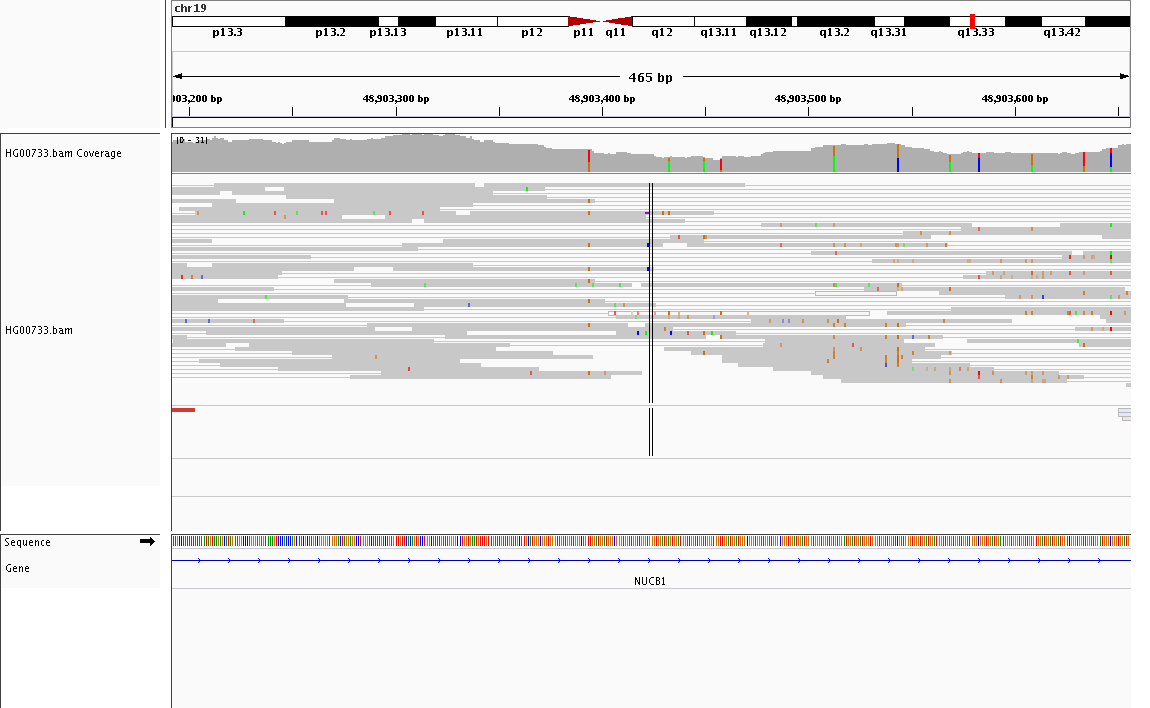 chr19
p13.3 p13.2 p13.13 p13.11 p12 p11 q11 q12 q13.11 q13.12 q13.2 q13.31 q13.33 q13.42
465 bp
903,200 bp 48,903,300 bp 48,903,400 bp 48,903,500 bp 48,903,600 bp
[0 - 31]
HG00733.bam Coverage
HG00733.bam
Sequence
Gene
NUCB1